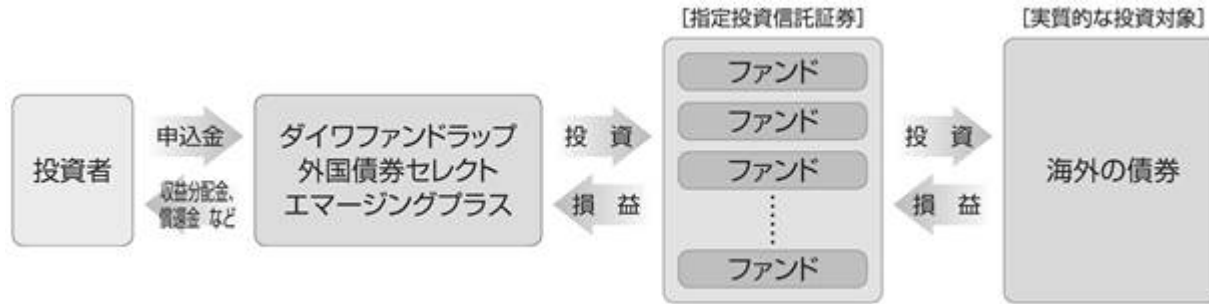 [指定投資信託証券]
[実質的な投資対象]
投資者
申込金
収益分配金、
償還金 など
ダイワファンドラップ
外国債券セレクト
エマージングプラス
投 資
損 益
ファンド
ファンド
ファンド
ファンド
投 資
損 益
海外の債券